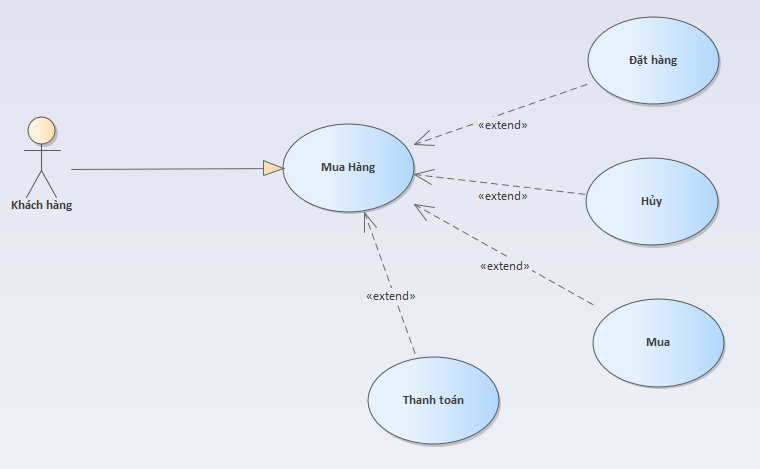 Đặt hàng
«extend»
Mua Hàng
«extend»
Hủy
Khách hàng
«extend»
«extend»
Mua
Thanh toán